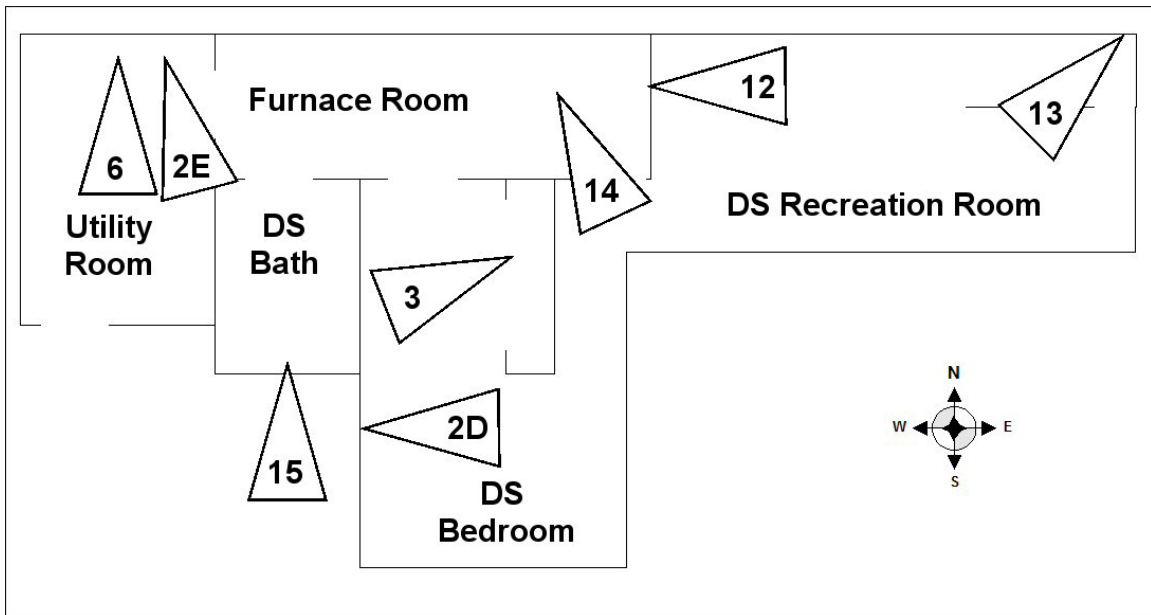 12
13
Furnace Room
6
2E
14
Utility
Room
DS
Bath
DS Recreation Room
3
N
W
E
S
2D
15
DS
Bedroom